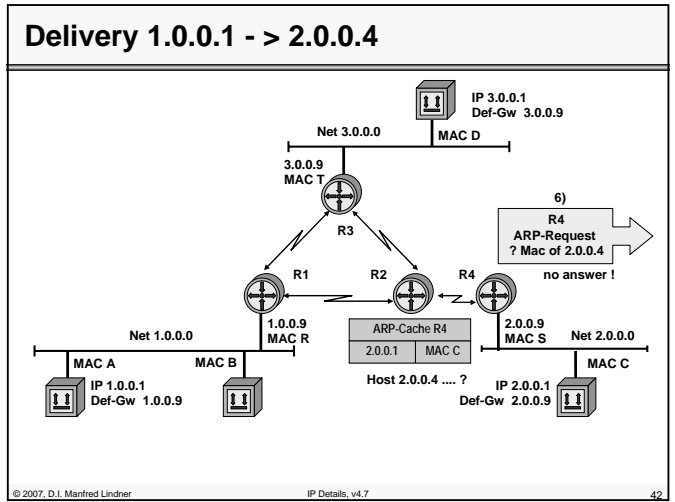 Delivery 1.0.0.1 - > 2.0.0.4
IP 3.0.0.1
Def-Gw 3.0.0.9
Net 3.0.0.0
MAC D
3.0.0.9
MAC T
R3
6)
R4
ARP-Request
? Mac of 2.0.0.4
no answer !
R1
R2
R4
1.0.0.9
MAC R
ARP-Cache R4
2.0.0.1 MAC C
Host 2.0.0.4 .... ?
2.0.0.9
MAC S
Net 2.0.0.0
Net 1.0.0.0
MAC A
MAC B
MAC C
IP 1.0.0.1
Def-Gw 1.0.0.9
IP 2.0.0.1
Def-Gw 2.0.0.9
© 2007, D.I. Manfred Lindner
IP Details, v4.7
42